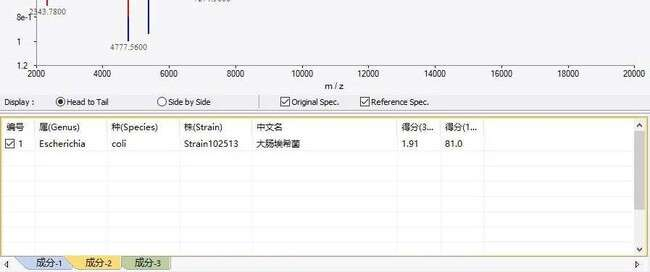 2343.7800
8e-1
1
4777.5600
1.2
2000 4000 6000 8000 10000 12000 14000 16000 18000 20000
m / z
Display : Head to Tail Side by Side Original Spec. Reference Spec.
编号 属(Genus) 种(Species) 株(Strain) 中文名 得分(3... 得分(1...
1 Escherichia coli Strain102513 大肠埃希菌 1.91 81.0
成分-1 成分-2 成分-3